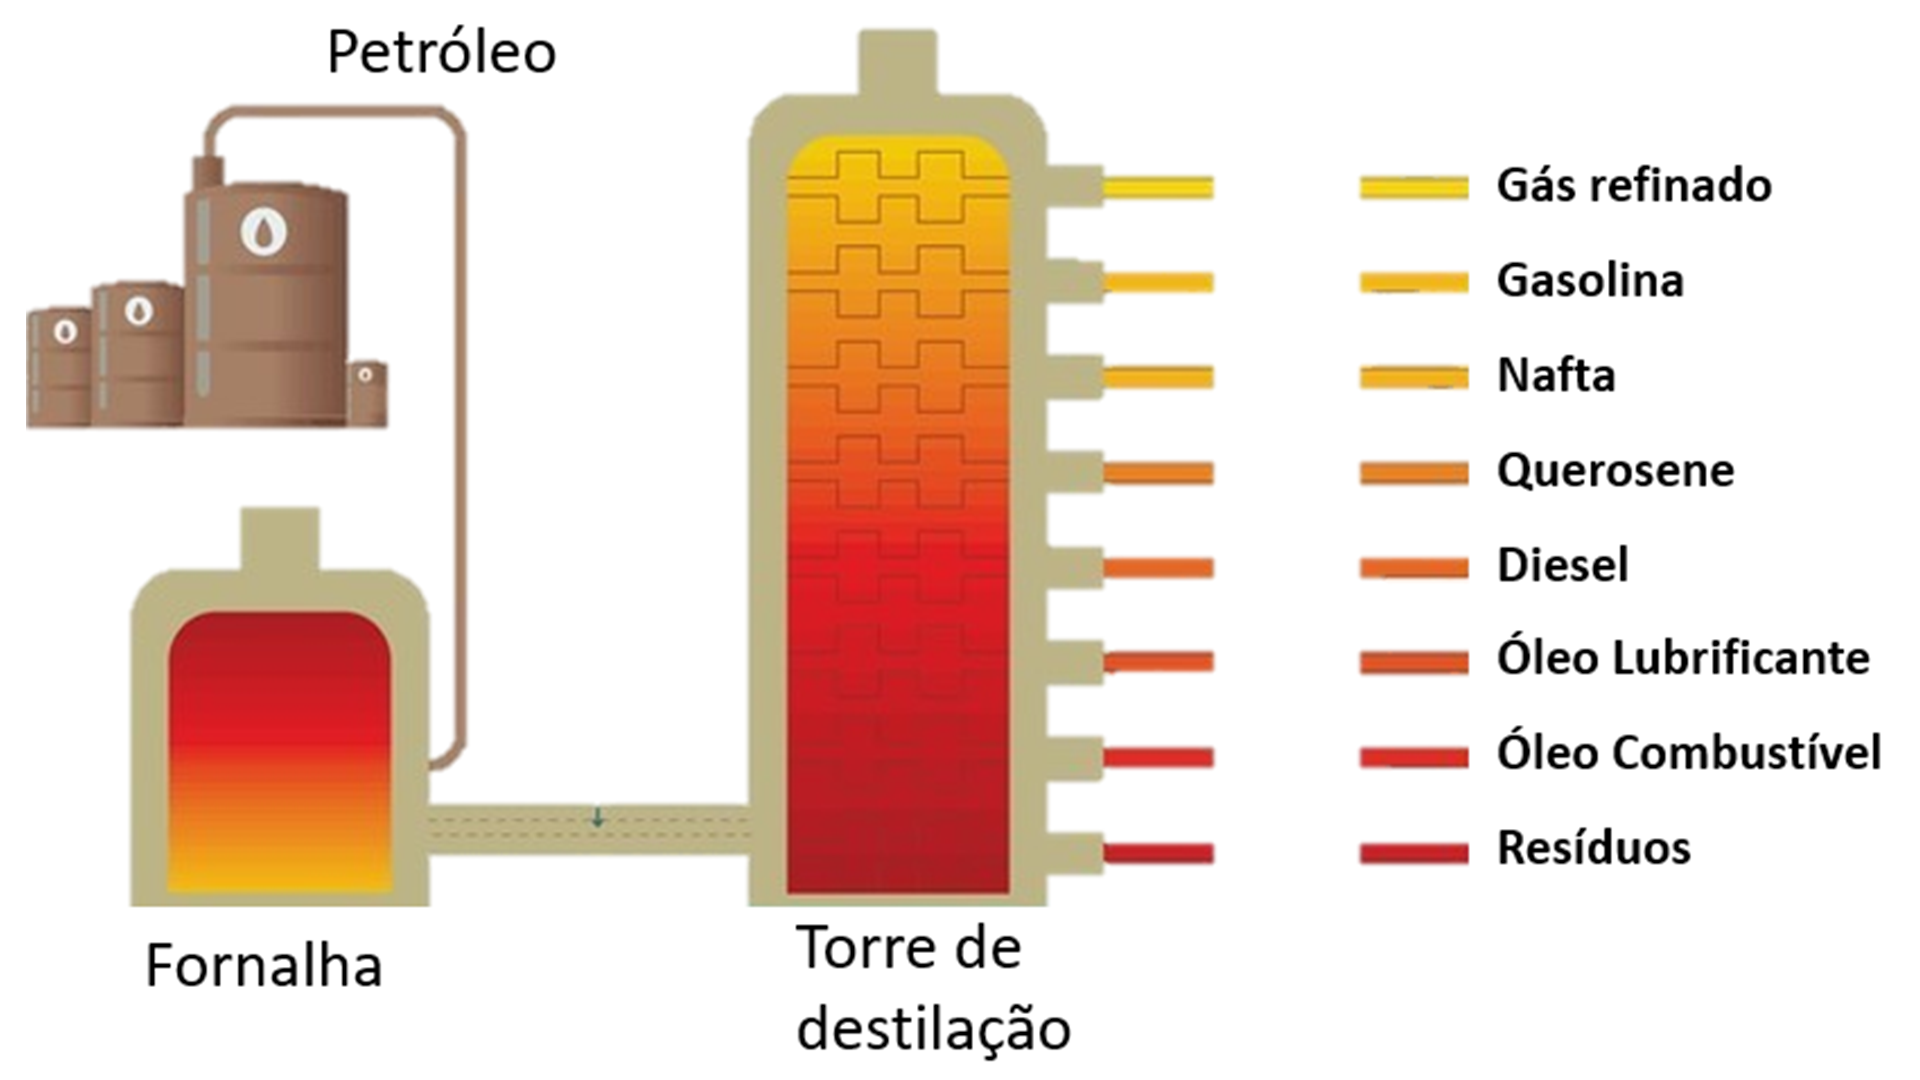 Petróleo
Gás refinado
Gasolina
Nafta
Querosene
Diesel
Óleo Lubrificante
Óleo Combustível
Resíduos
Fornalha
Torre de
destilação